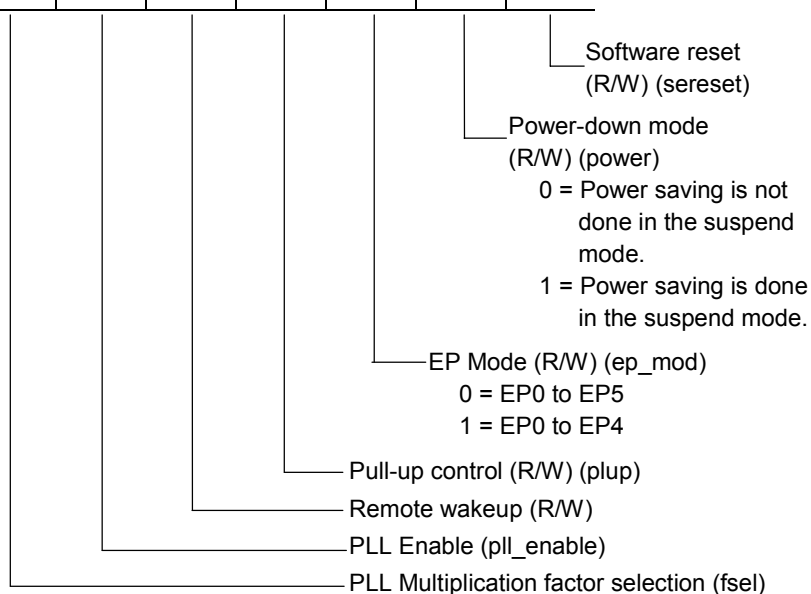 Software reset
(R/W) (sereset)
Power-down mode
(R/W) (power)
0 = Power saving is not
done in the suspend
mode.
1 = Power saving is done
in the suspend mode.
EP Mode (R/W) (ep_mod)
0 = EP0 to EP5
1 = EP0 to EP4
Pull-up control (R/W) (plup)
Remote wakeup (R/W)
PLL Enable (pll_enable)
PLL Multiplication factor selection (fsel)